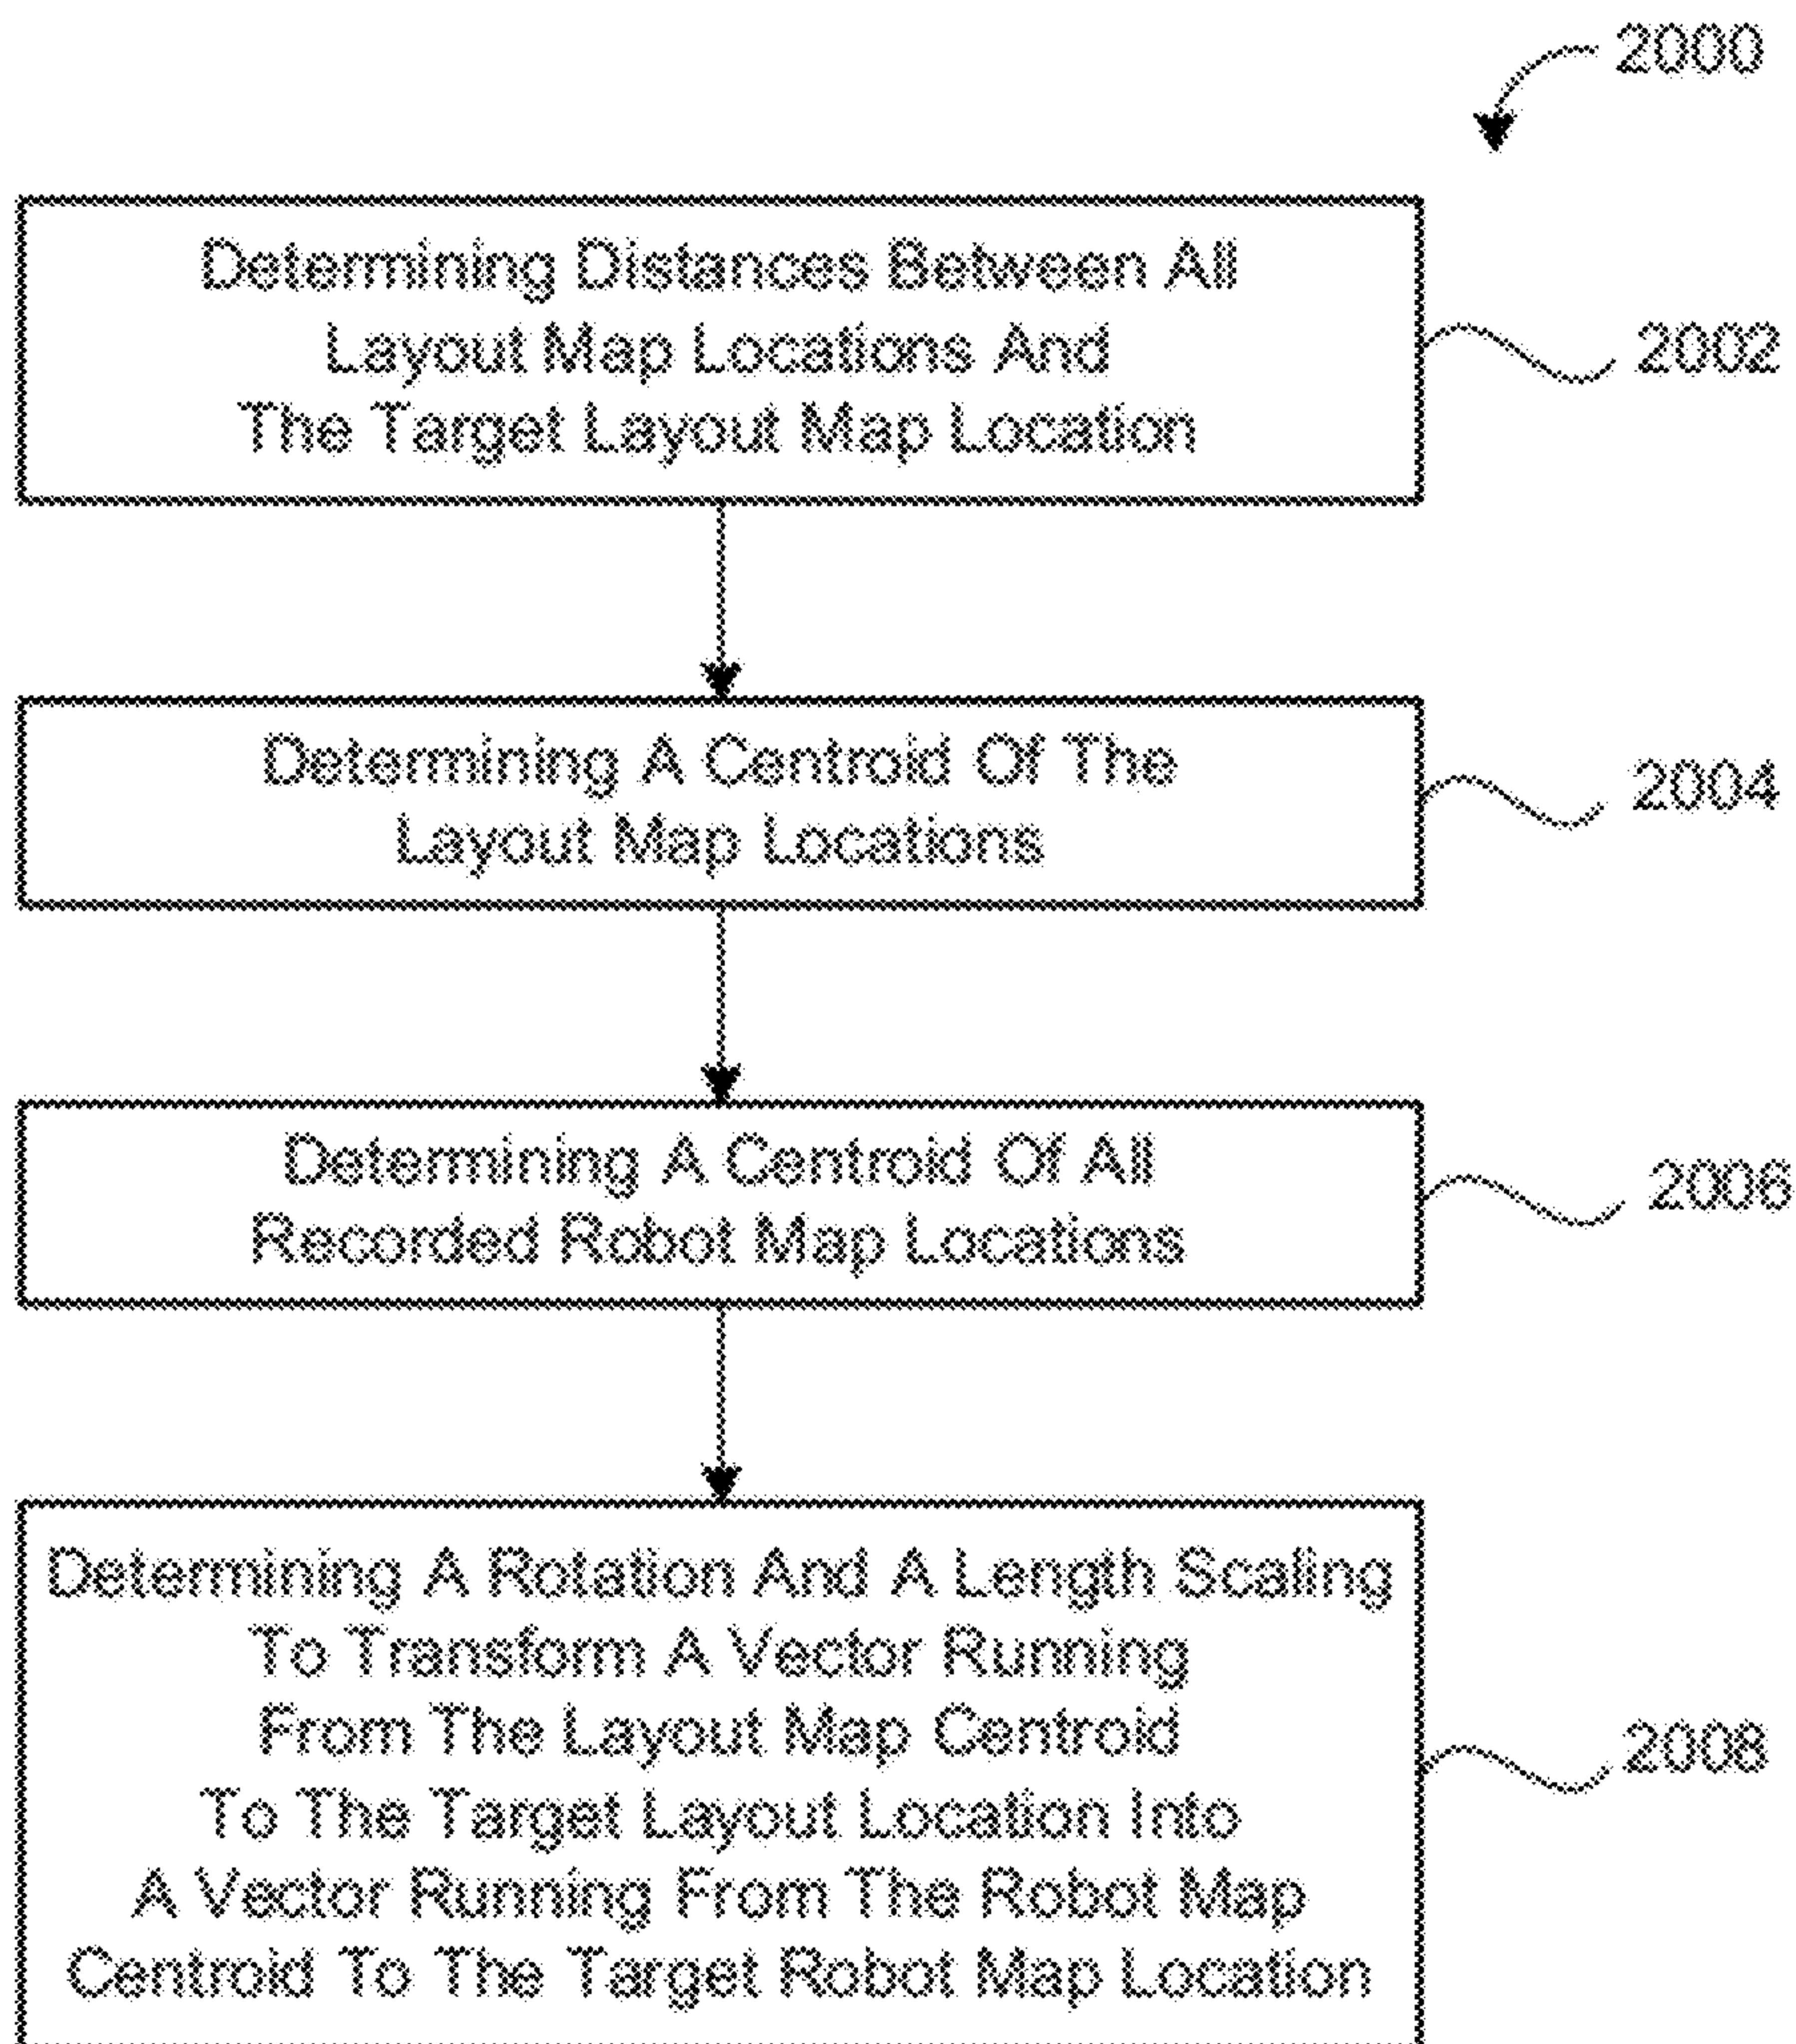 2000
Determining Distances Between All
Layout Map Locations And
The Target Layout Map Location
2002
Determining A Centroid Of The
Layout Map Locations
2004
Determining A Centroid Of All
Recorded Robot Map Locations
2006
Determining A Rotation And A Length Scaling
To Transform A Vector Running
From The Layout Map Centroid
To The Target Layout Location Into
A Vector Running From The Robot Map
Centroid To The Target Robot Map Location
2008